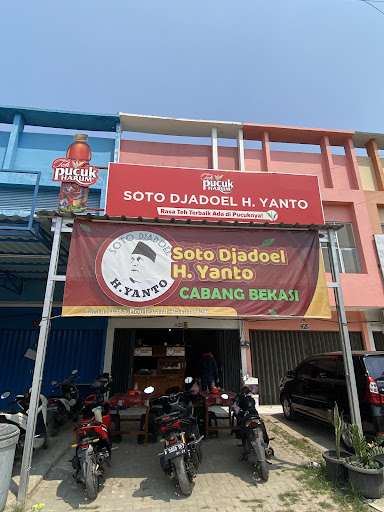 Teh
PUCUK
HARUM
Teh
PUCUK
HARUM
SOTO DJADOEL H. YANTO
Rasa Teh Terbaik Ada di Pucuknya!
SOTO DJADOEL
H. YANTO
Soto Djadoel
H. Yanto
CABANG BEKASI